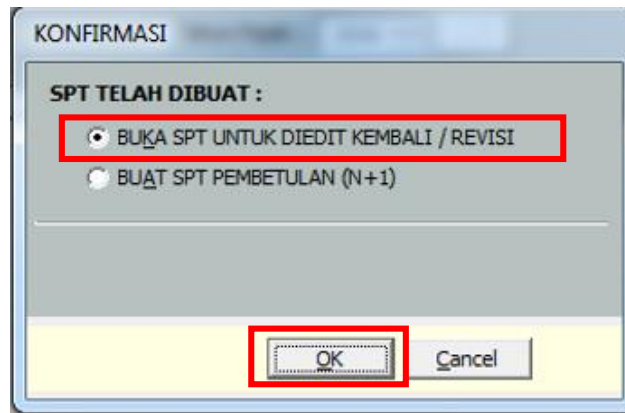 KONFIRMASI
SPT TELAH DIBUAT :
BUKA SPT UNTUK DIEDIT KEMBALI / REVISI
BUAT SPT PEMBETULAN (N+1)
OK
Cancel